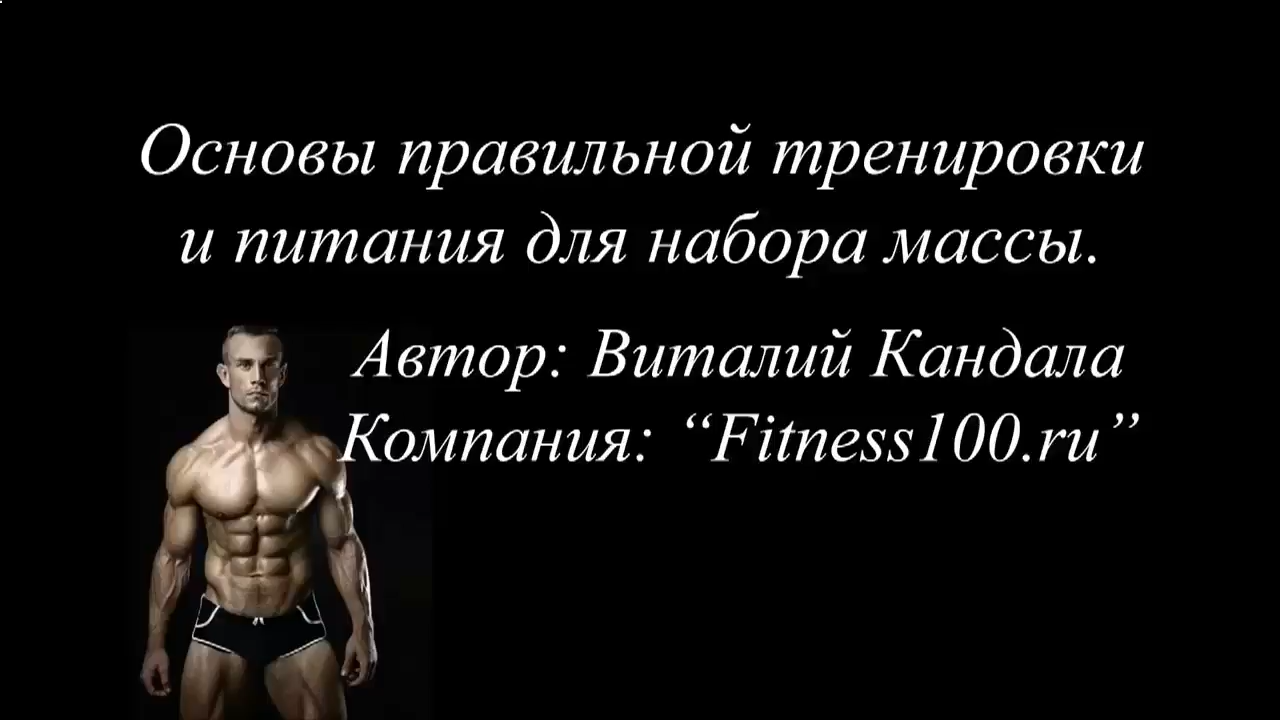 Основы правильной тренировки
и питания для набора массы.
Автор: Виталий Кандала
Компания: “Fitness100.ru”